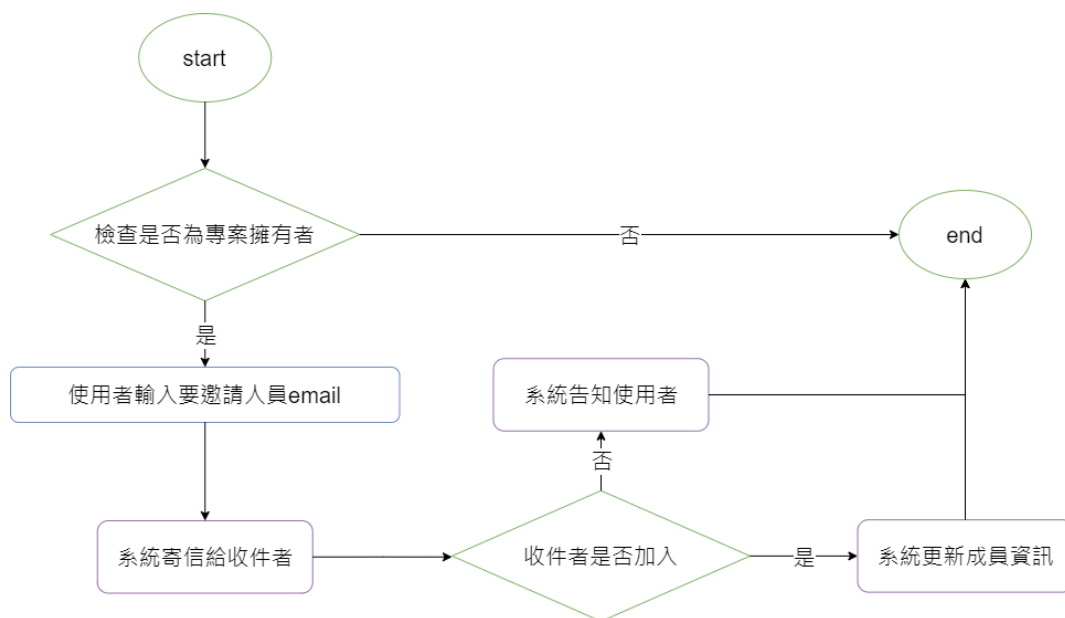 start
檢查是否為專案擁有者
否
end
是
使用者輸入要邀請人員email
系統告知使用者
否
系統寄信給收件者
收件者是否加入
是
系統更新成員資訊